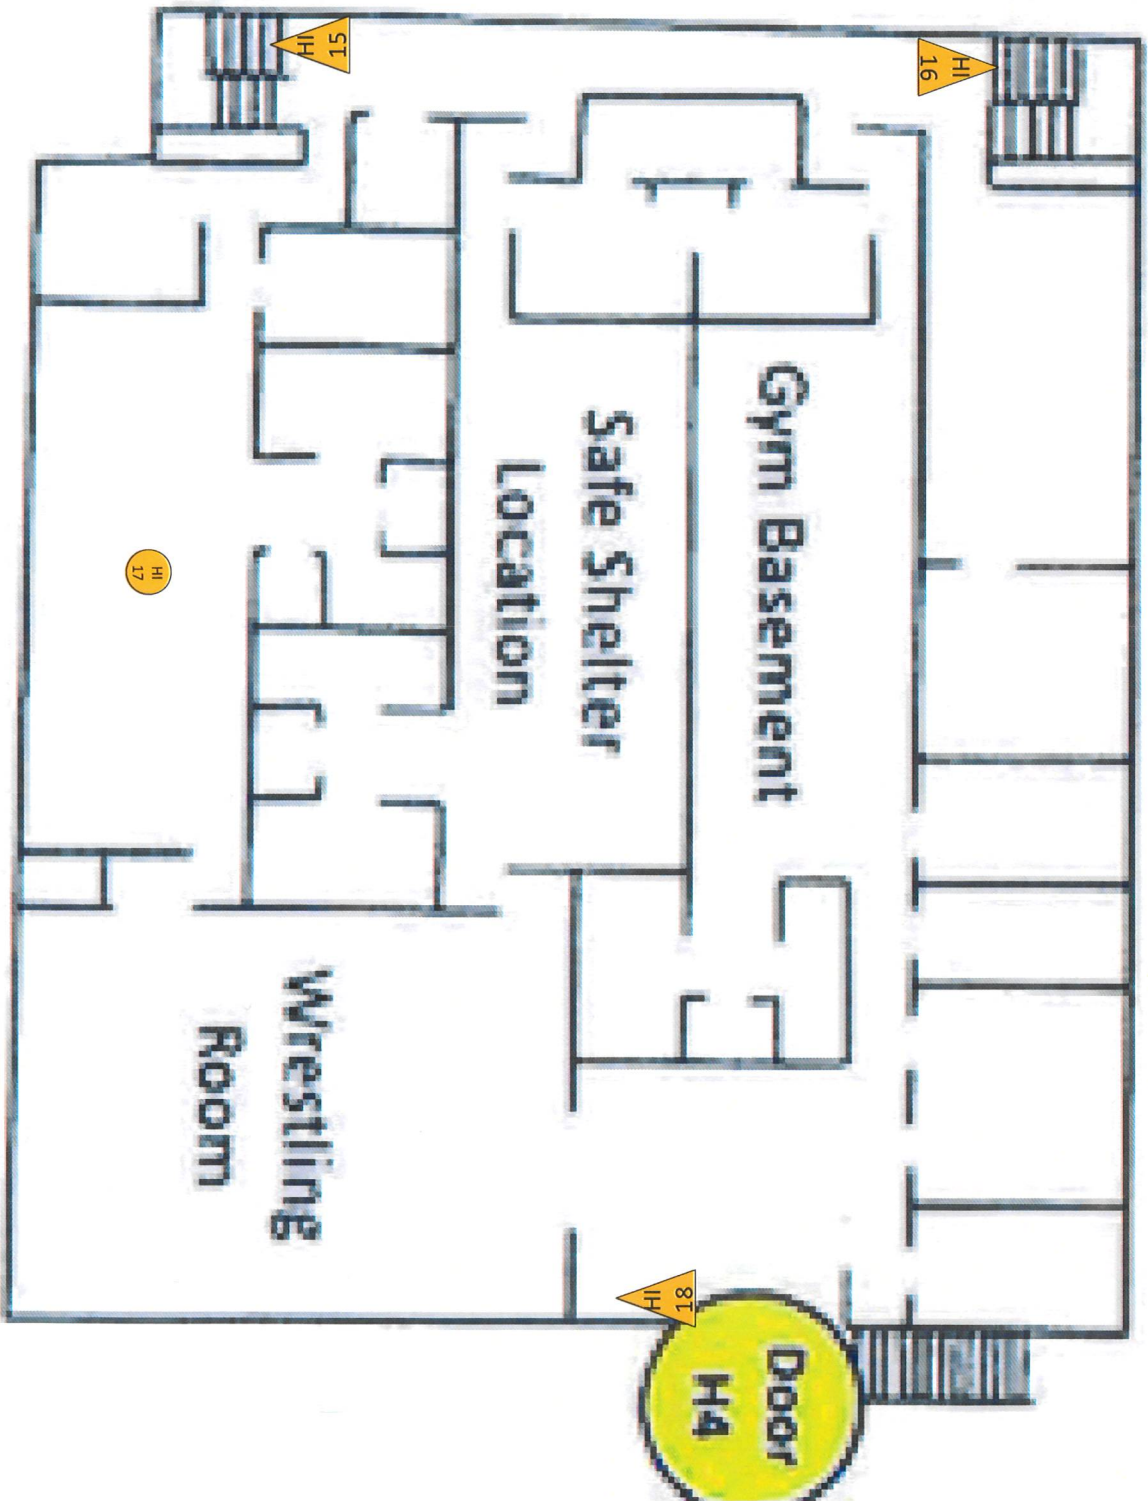 HI
15
HI
16
Gym Basement
Safe Shelter
Location
HI
17
Wrestling
Room
HI
18
Door
H4